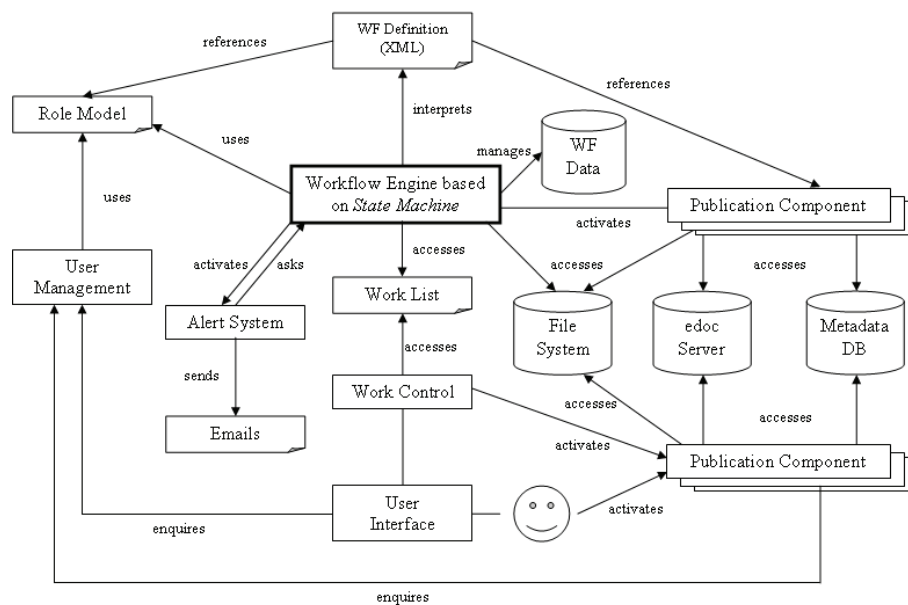 WF Definition
(XML)
references
references
Role Model
interprets
uses
manages
WF
Data
Workflow Engine based
on State Machine
Publication Component
uses
activates
User
Management
activates
asks
accesses
accesses
accesses
Work List
Alert System
File
System
edoc
Server
Metadata
DB
accesses
sends
Work Control
accesses
accesses
Emails
activates
Publication Component
User
Interface
activates
enquires
enquires